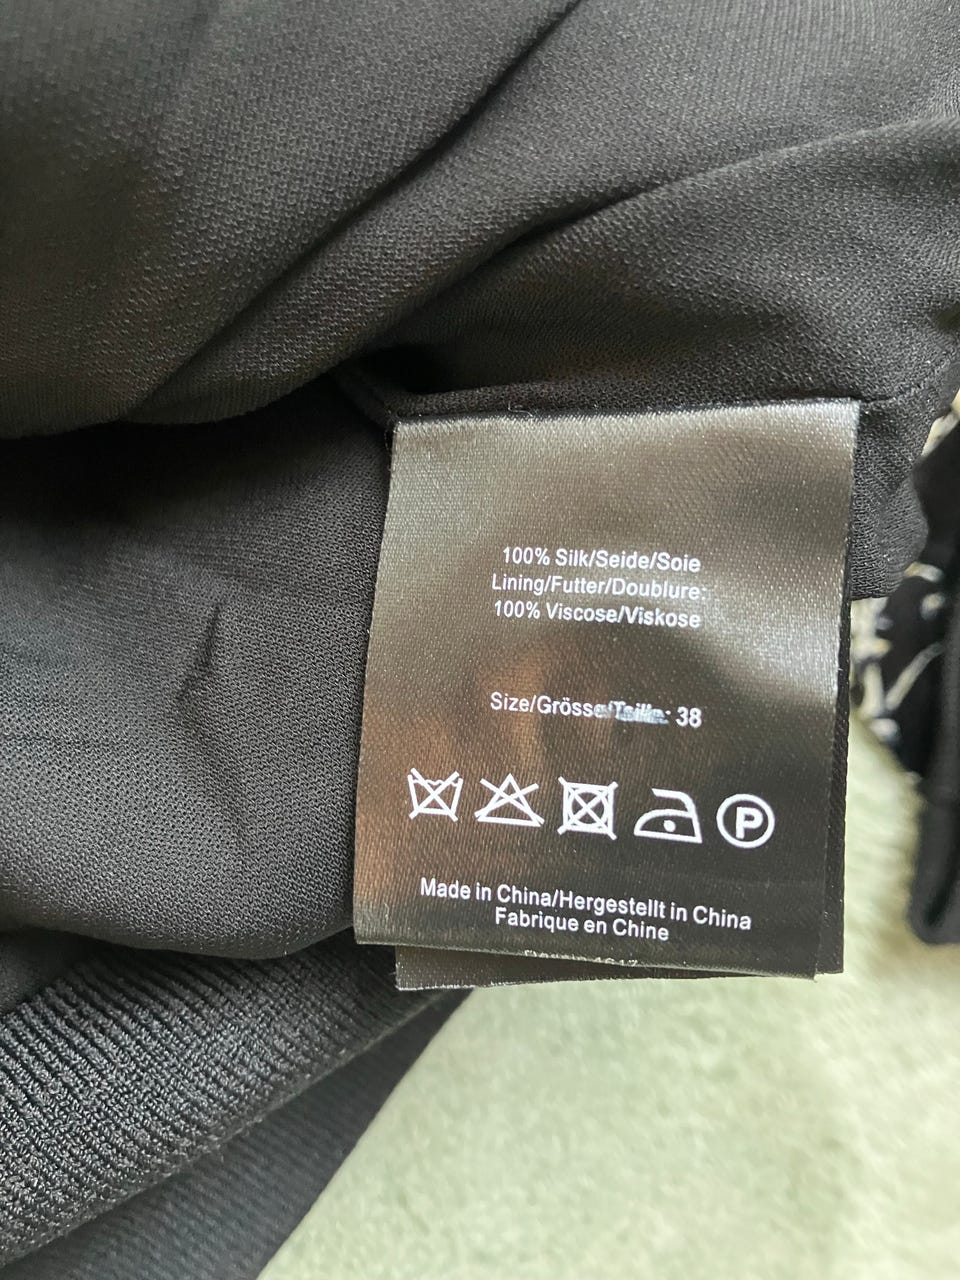 100% Silk/Seide/Soie
Lining/Futter/Doublure:
100% Viscose/Viskose
Size/Grösse/Taille: 38
P
Made in China/Hergestellt in China
Fabrique en Chine